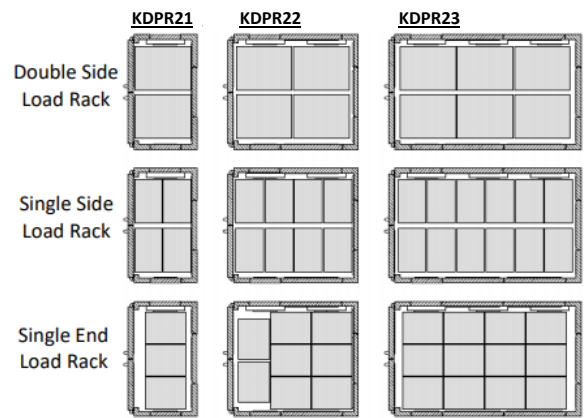 KDPR21 KDPR22 KDPR23
Double Side
Load Rack
Single Side
Load Rack
Single End
Load Rack